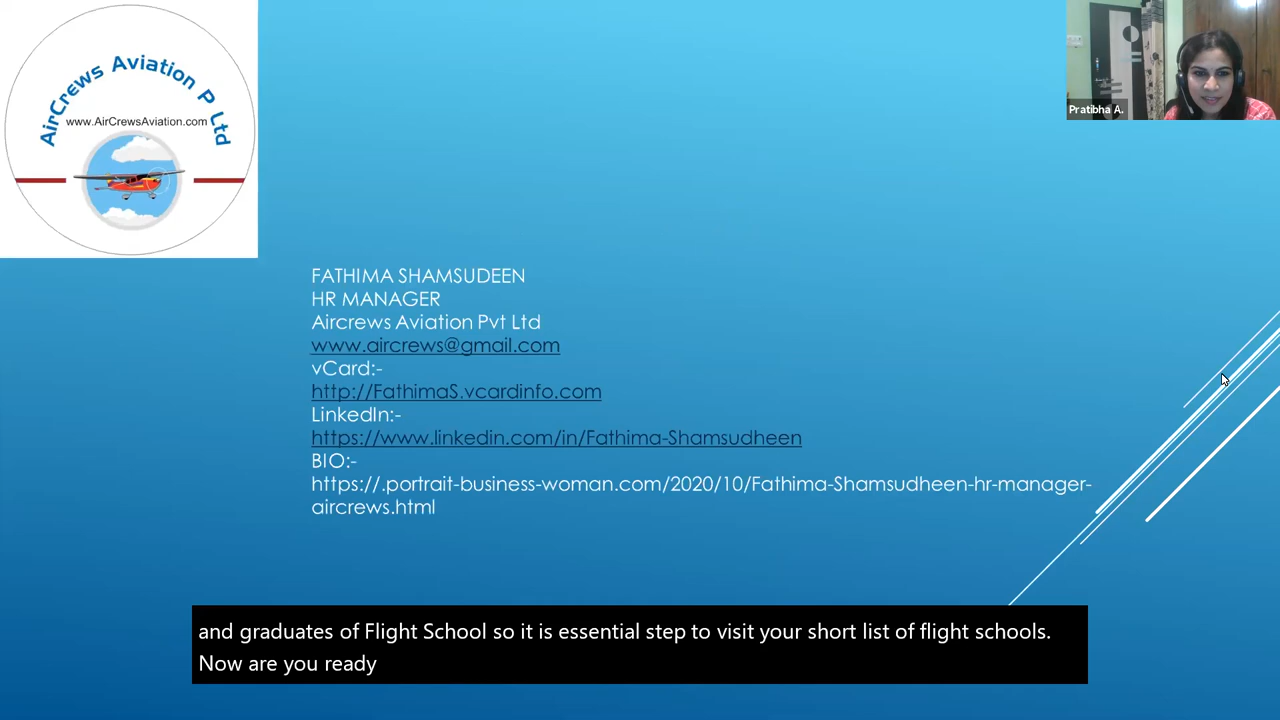 AirCrews Aviation P Ltd
www.AirCrewsAviation.com
Pratibha A.
FATHIMA SHAMSUDEEN
HR MANAGER
Aircrews Aviation Pvt Ltd
www.aircrews@gmail.com
vCard:-
http://FathimaS.vcardinfo.com
LinkedIn:-
https://www.linkedin.com/in/Fathima-Shamsudheen
BIO:-
https://.portrait-business-woman.com/2020/10/Fathima-Shamsudheen-hr-manager-
aircrews.html
and graduates of Flight School so it is essential step to visit your short list of flight schools.
Now are you ready